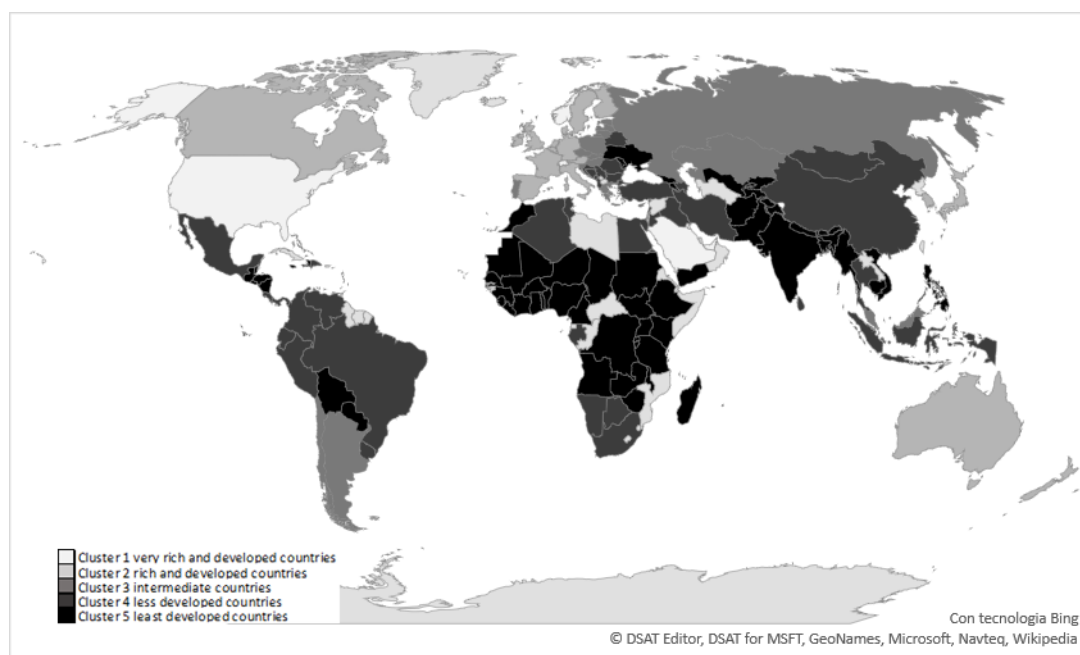 Cluster 1 very rich and developed countries
Cluster 2 rich and developed countries
Cluster 3 intermediate countries
Cluster 4 less developed countries
Cluster 5 least developed countries
Con tecnologia Bing
© DSAT Editor, DSAT for MSFT, GeoNames, Microsoft, Navteq, Wikipedia